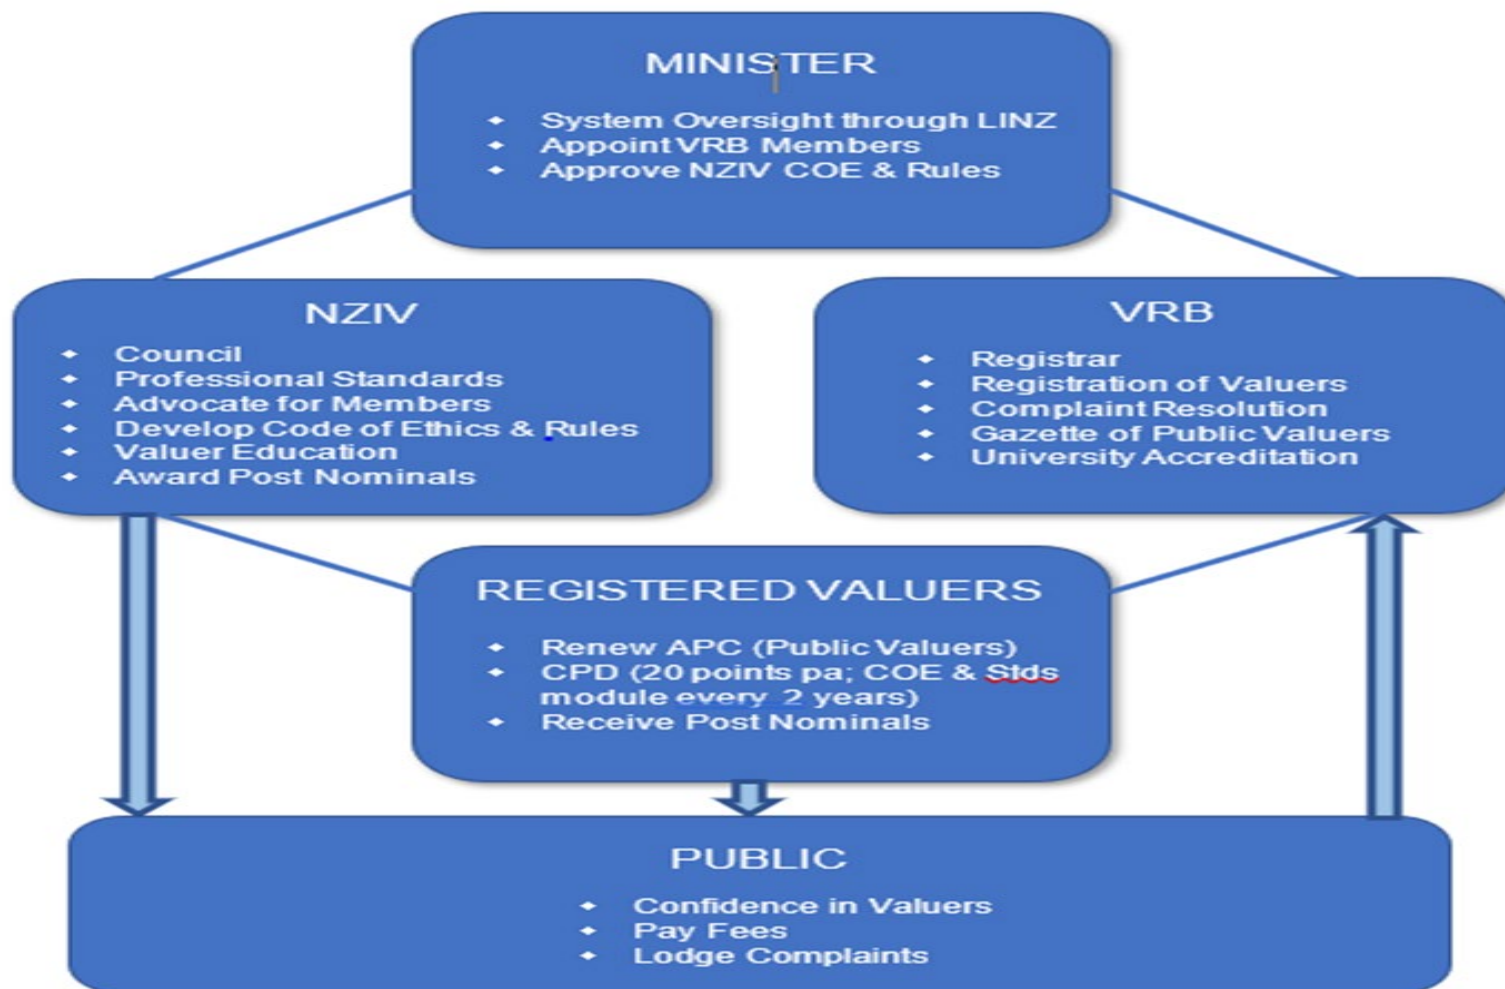 MINISTER
System Oversight through LINZ
Appoint VRB Members
Approve NZIV COE & Rules
NZIV
Council
Professional Standards
Advocate for Members
Develop Code of Ethics & Rules
Valuer Education
Award Post Nominals
VRB
Registrar
Registration of Valuers
Complaint Resolution
Gazette of Public Valuers
University Accreditation
REGISTERED VALUERS
Renew APC (Public Valuers)
CPD (20 points pa; COE & Stds
module every 2 years)
Receive Post Nominals
PUBLIC
Confidence in Valuers
Pay Fees
Lodge Complaints